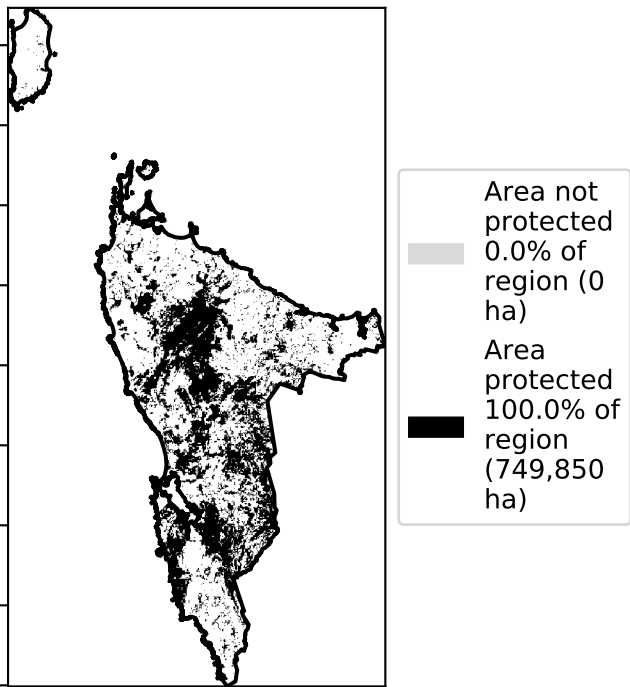 Area not
protected
0.0% of
region (0
ha)
Area
protected
100.0% of
region
(749,850
ha)